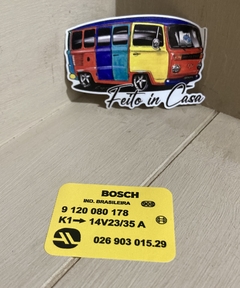 Feito in Casa
BOSCH
IND. BRASILEIRA
9 120 080 178
K1→ 14V23/35 A
026 903 015.29